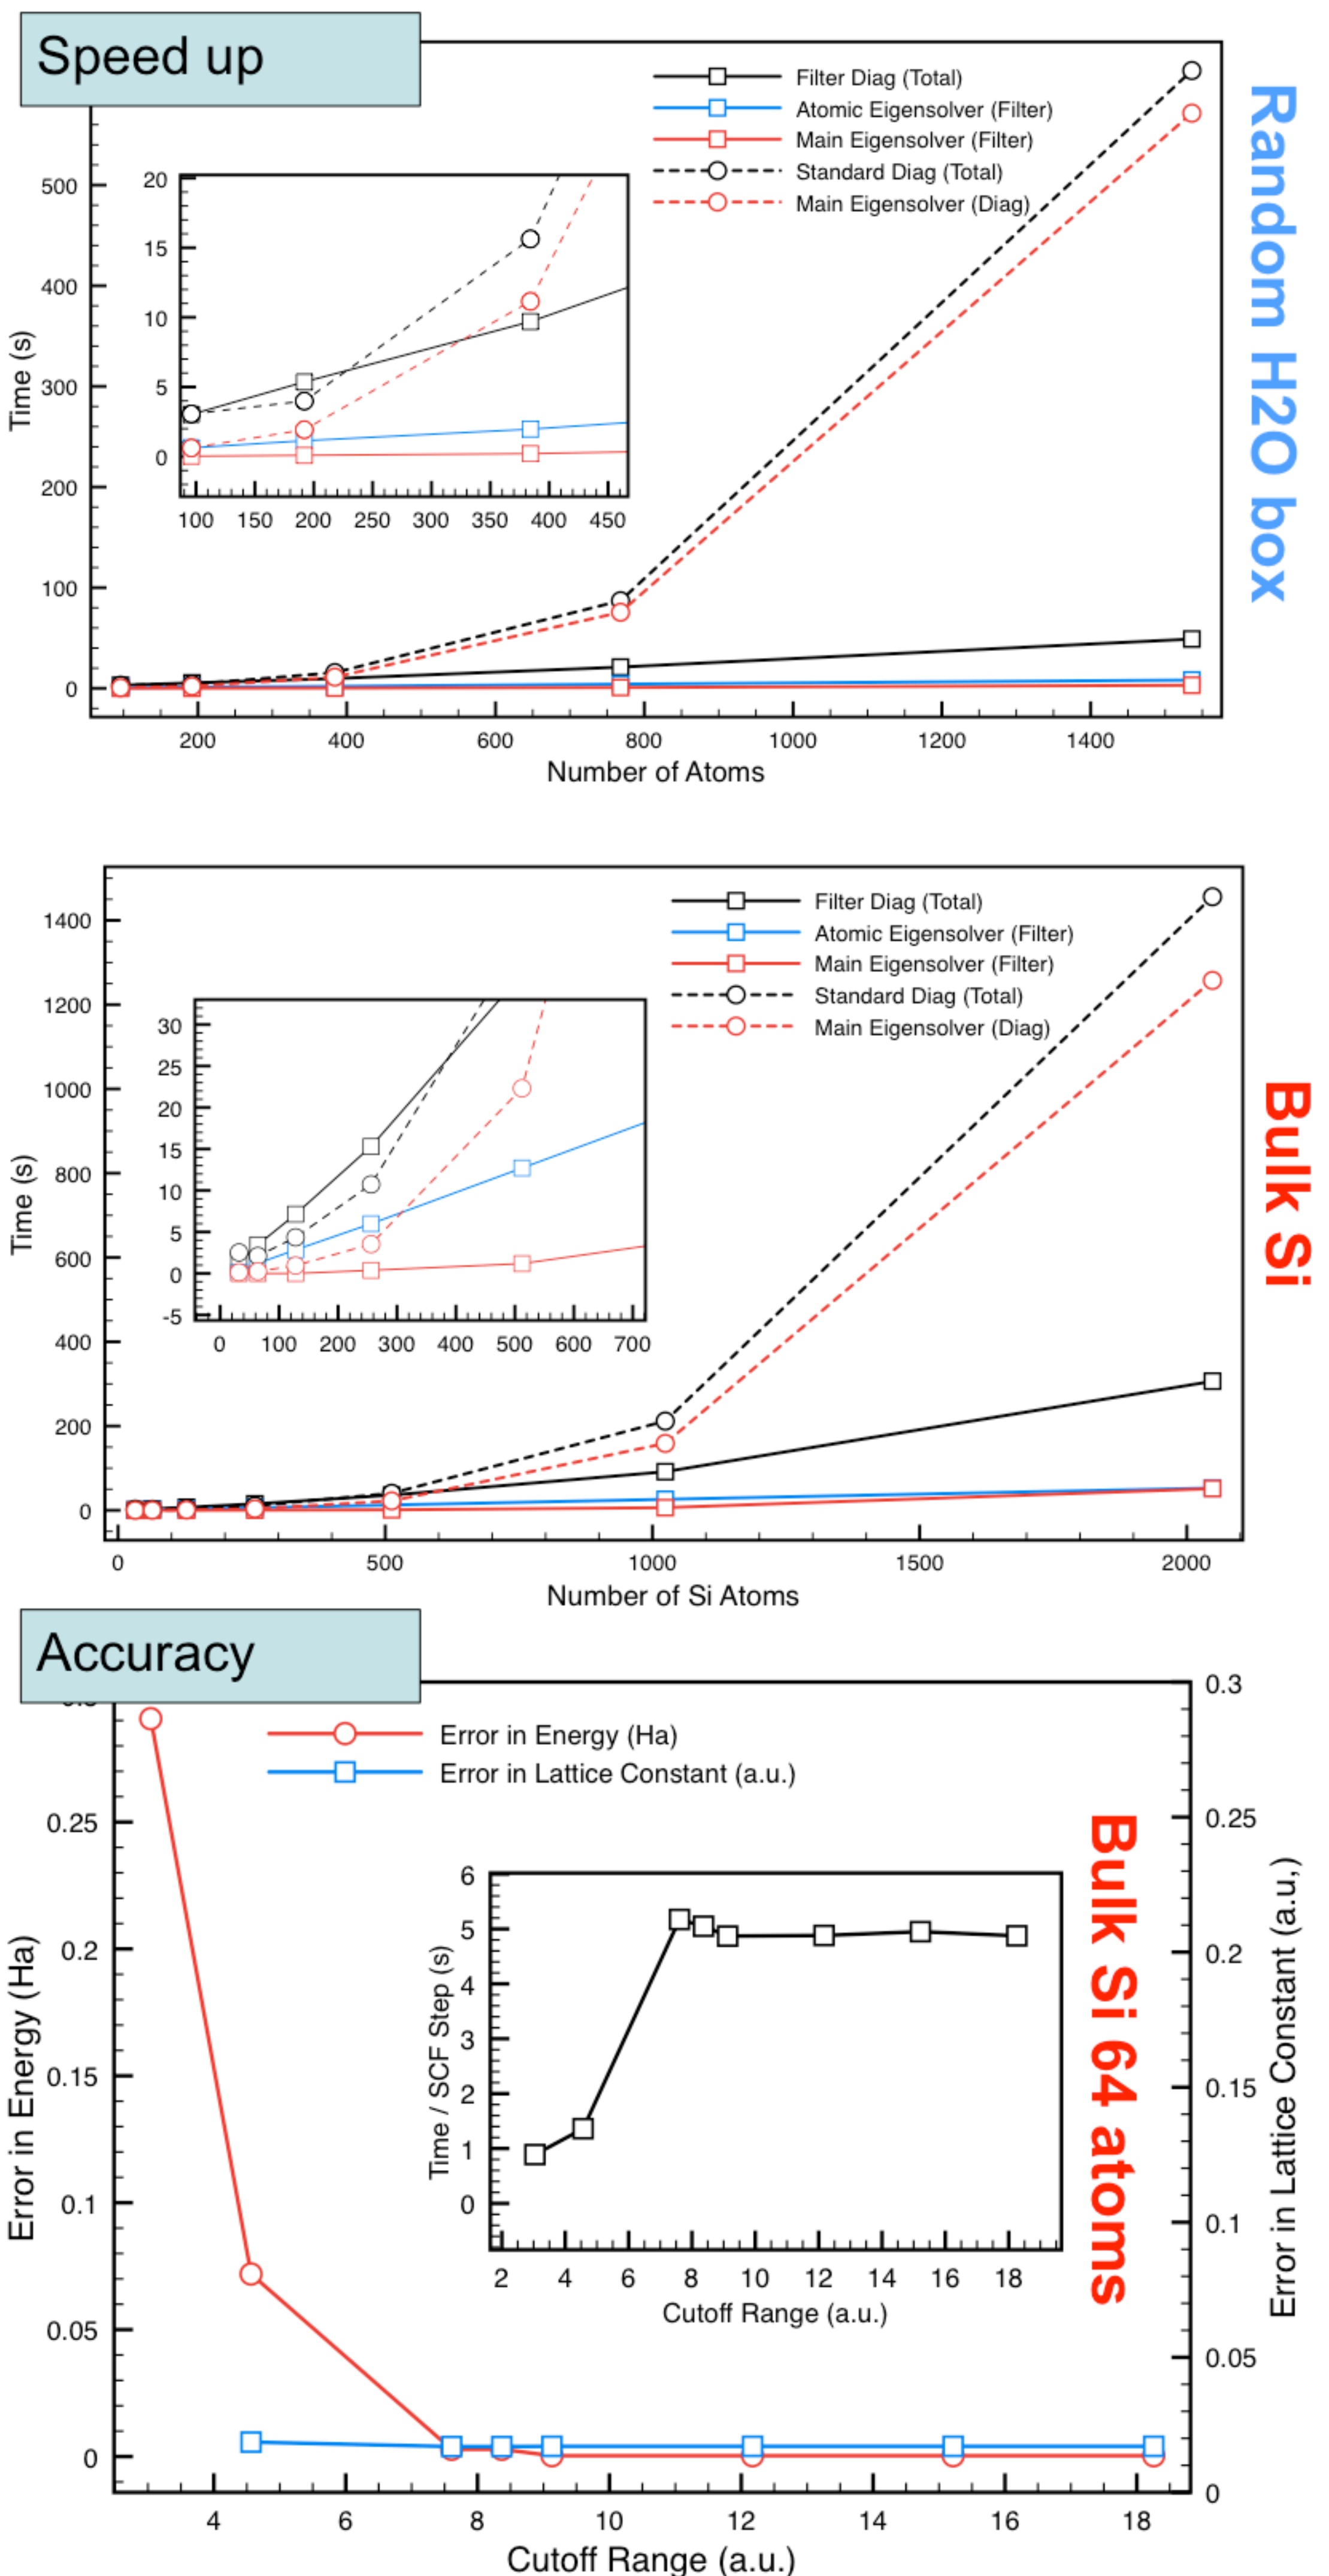 Speed up
Filter Diag (Total)
Atomic Eigensolver (Filter)
Main Eigensolver (Filter)
Standard Diag (Total)
Main Eigensolver (Diag)
500
400
300
200
100
0
Time (s)
20
15
10
5
0
100 150 200 250 300 350 400 450
200 400 600 800 1000 1200 1400
Number of Atoms
Random H2O box
Filter Diag (Total)
Atomic Eigensolver (Filter)
Main Eigensolver (Filter)
Standard Diag (Total)
Main Eigensolver (Diag)
1400
1200
1000
800
600
400
200
0
Time (s)
30
25
20
15
10
5
0
-5
0 100 200 300 400 500 600 700
0 500 1000 1500 2000
Number of Si Atoms
Bulk Si
Accuracy
Error in Energy (Ha)
Error in Lattice Constant (a.u.)
0.25
0.2
0.15
0.1
0.05
0
Error in Energy (Ha)
6
5
4
3
2
1
0
Time / SCF Step (s)
2 4 6 8 10 12 14 16 18
Cutoff Range (a.u.)
Bulk Si 64 atoms
0.3
0.25
0.2
0.15
0.1
0.05
0
Error in Lattice Constant (a.u,)
4 6 8 10 12 14 16 18
Cutoff Range (a.u.)